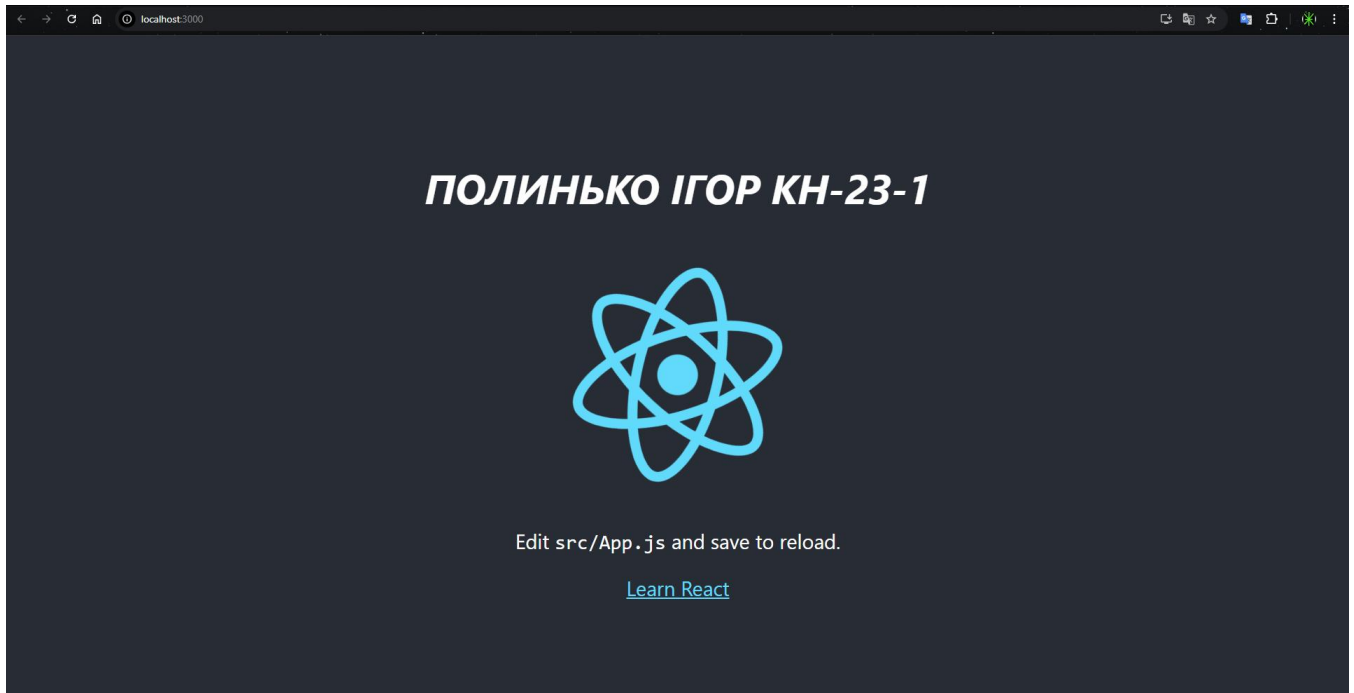 localhost:3000
ПОЛИНЬКО ІГОР КН-23-1
Edit src/App.js and save to reload.
Learn React